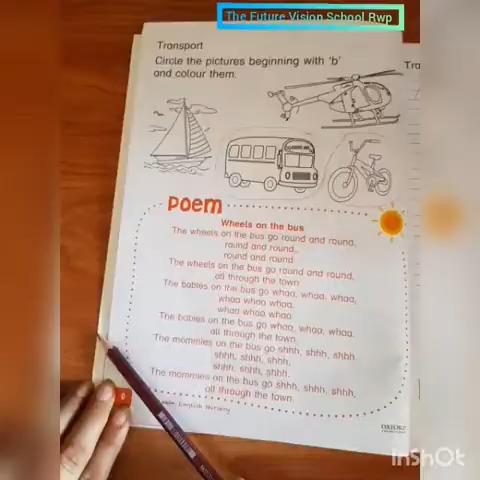 The Future Vision School Rwp
Transport
Circle the pictures beginning with 'b'
and colour them.
Tra
Poem
Wheels on the bus
The wheels on the bus go round and round,
round and round,
round and round
The wheels on the bus go round and round,
all through the town
The babies on the bus go whaa, whaa, whaa,
whaa whaa whaa,
whaa whaa whaa
The babies on the bus go whaa, whaa, whaa.
all through the town,
The mommies on the bus go shhh, shhh, shhh
shhh, shhh, shhh,
shhh, shhh, shhh.
The mommies on the bus go shhh, shhh, shhh,
all through the town.
English Nursery
OXFORD
inShOt